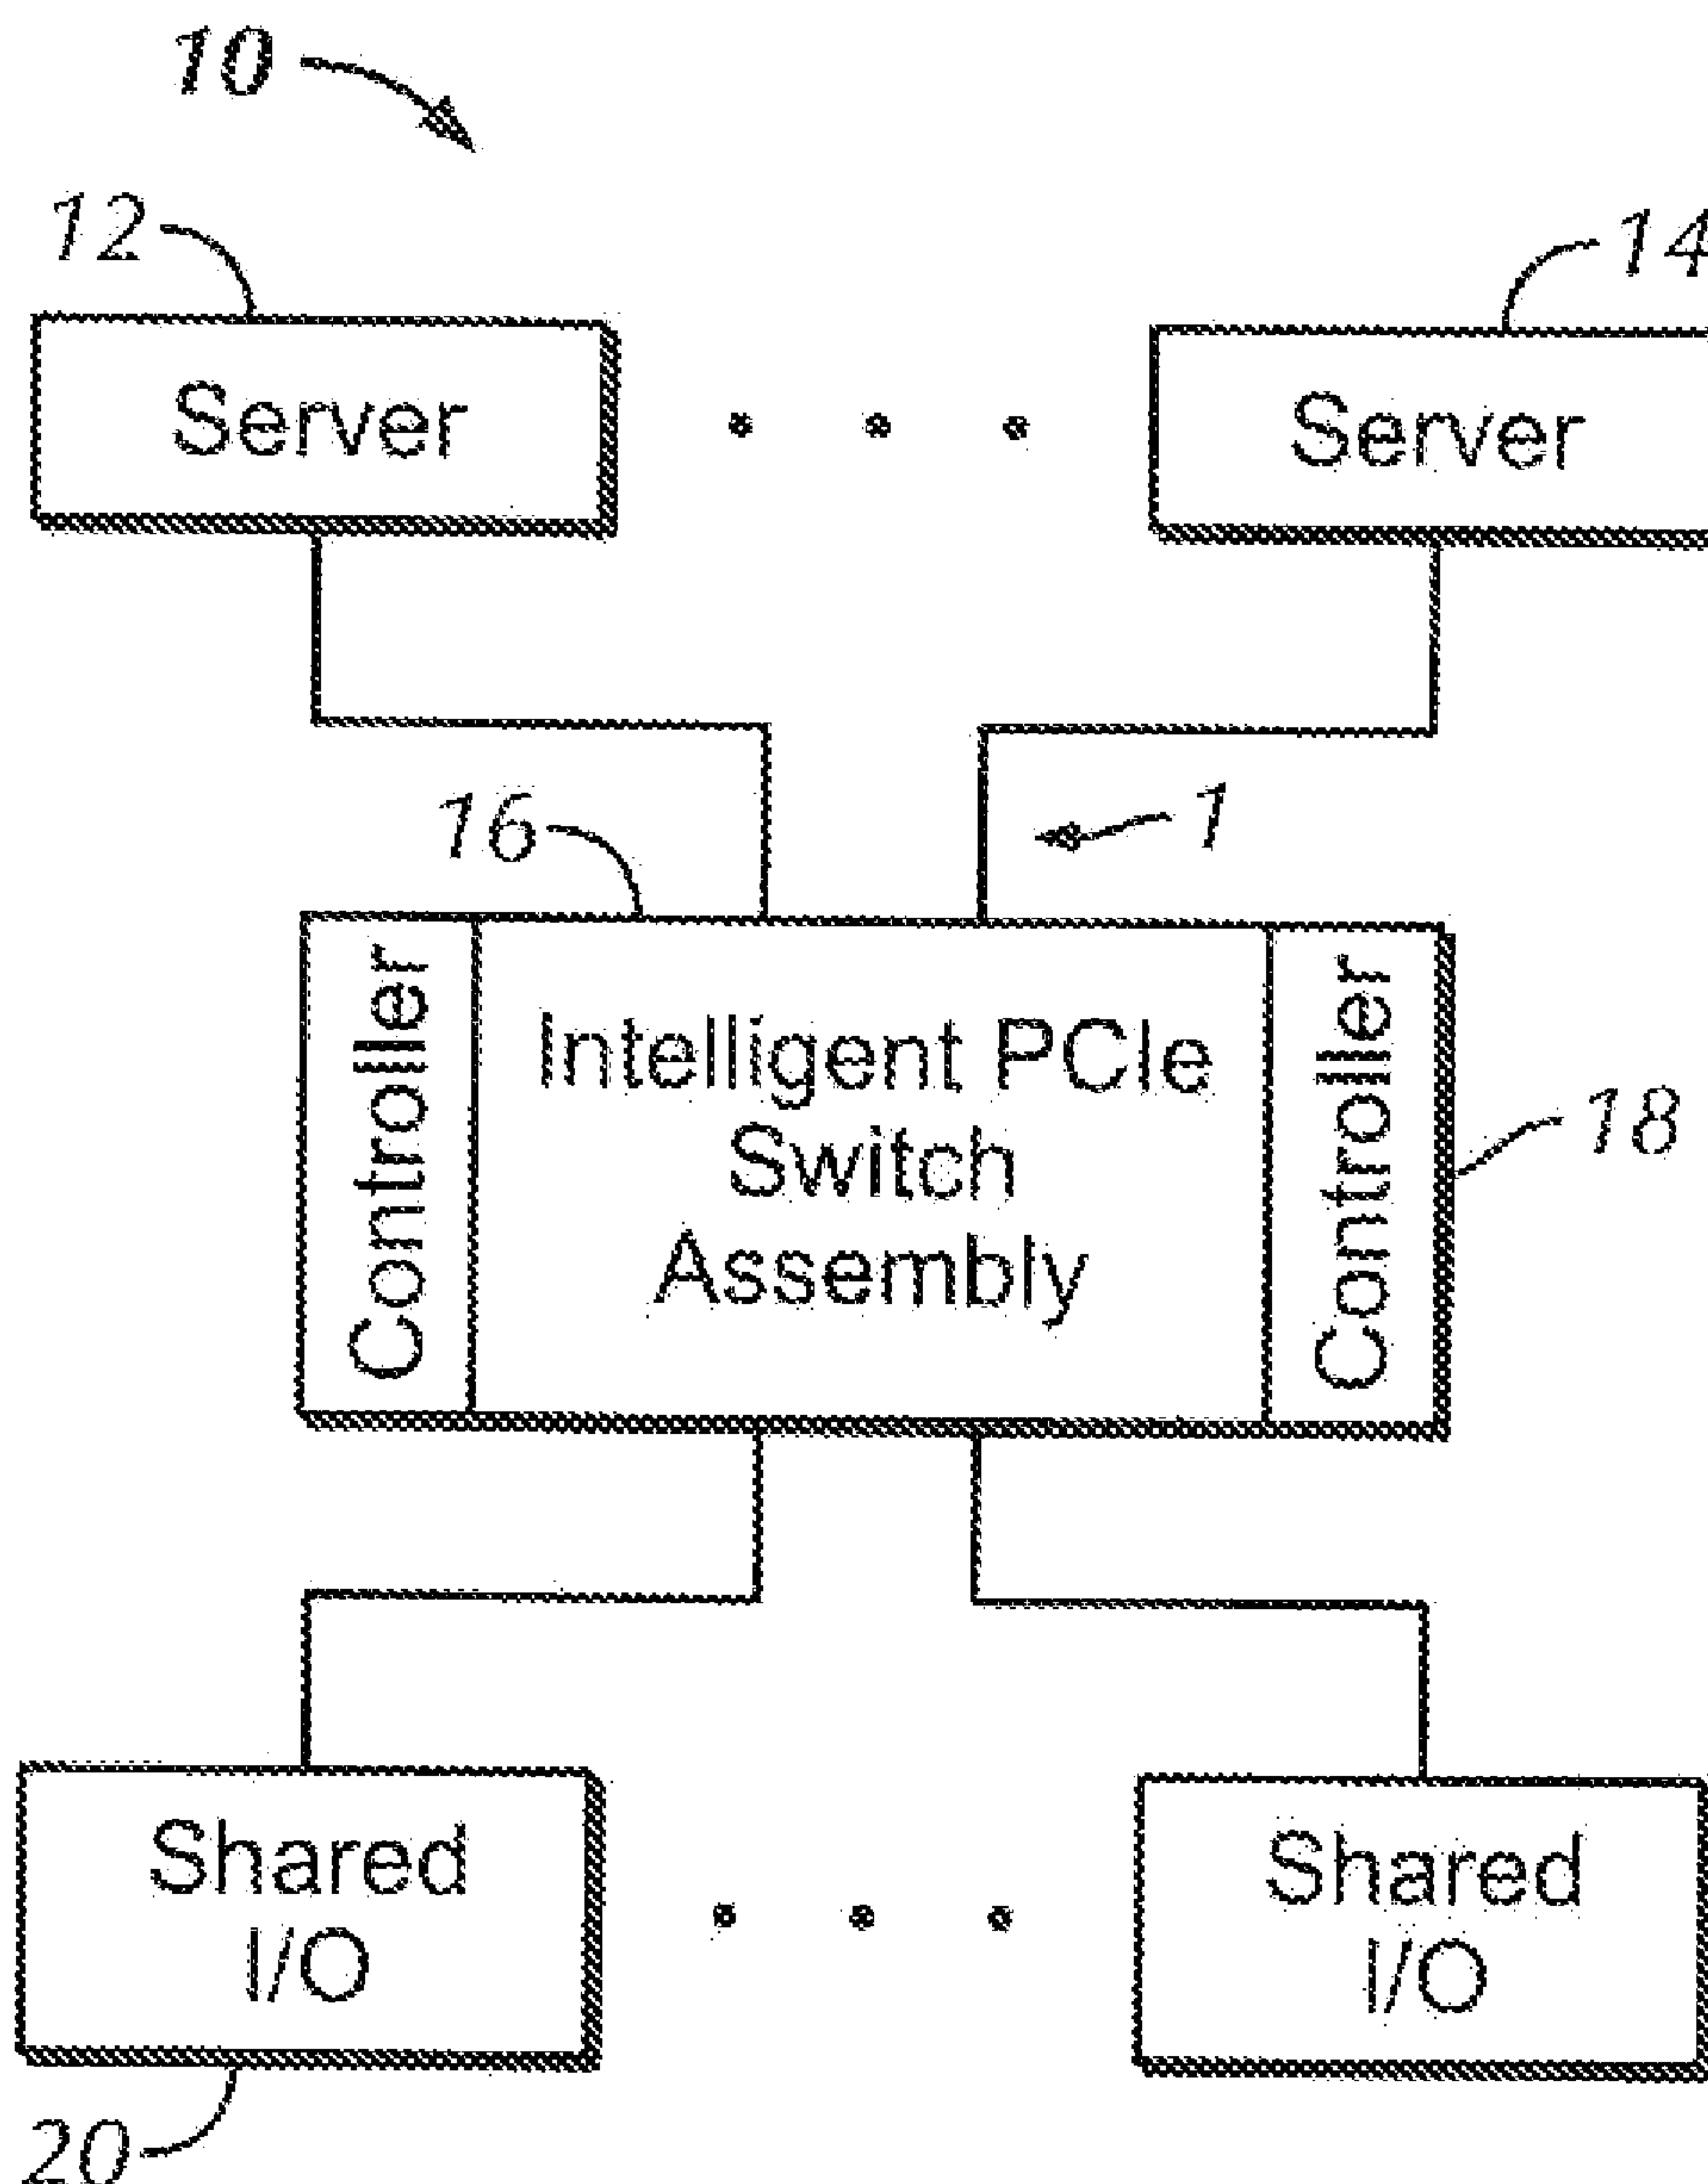 10
12
14
Server
Server
16
1
Controller
Intelligent PCIe
Switch
Assembly
Controller
18
Shared
I/O
Shared
I/O
20